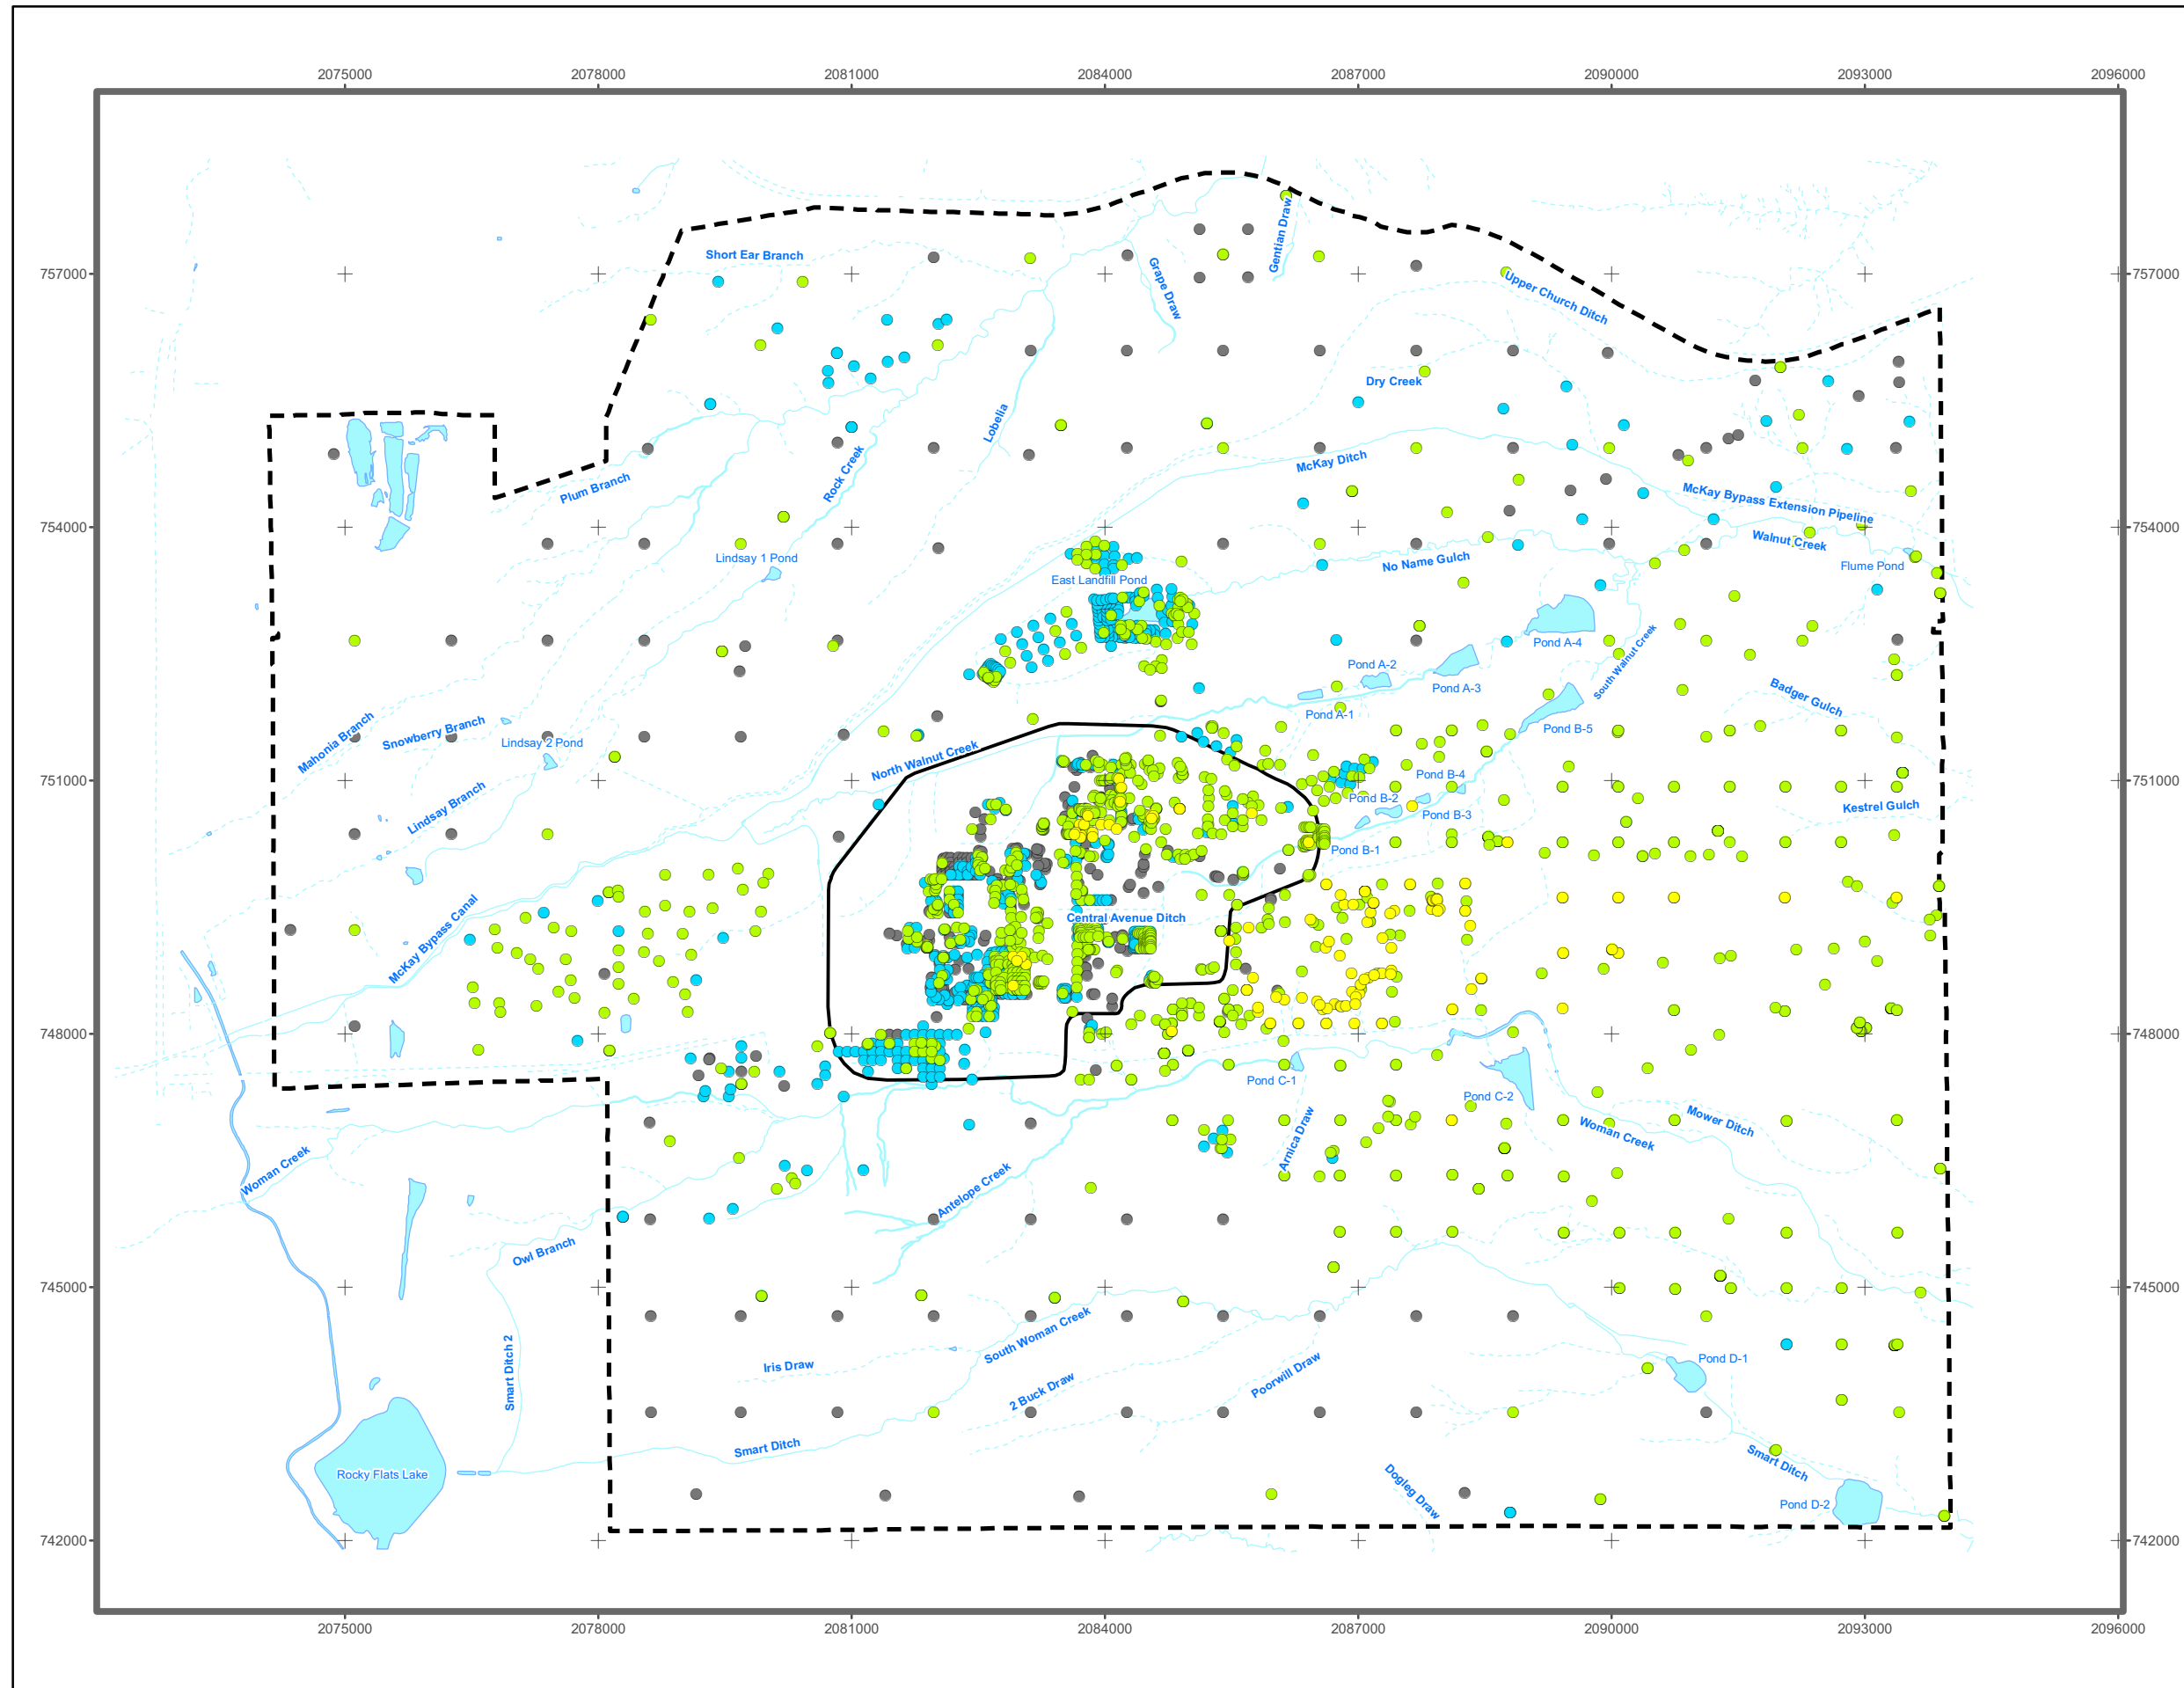 2075000 2078000 2081000 2084000 2087000 2090000 2093000 2096000
757000 757000
Short Ear Branch
Grape Draw
Gentian Draw
Upper Church Ditch
Dry Creek
Lobelia
McKay Ditch
Rock Creek
Plum Branch
McKay Bypass Extension Pipeline
754000 754000
Walnut Creek
Lindsay 1 Pond
No Name Gulch
Flume Pond
East Landfill Pond
Pond A-4
South Walnut Creek
Pond A-2
Pond A-3
Badger Gulch
Pond A-1
Pond B-5
Mahonia Branch
Snowberry Branch
Lindsay 2 Pond
North Walnut Creek
751000 751000
Pond B-4
Pond B-2
Kestrel Gulch
Lindsay Branch
Pond B-3
Pond B-1
Central Avenue Ditch
McKay Bypass Canal
748000 748000
Pond C-1
Pond C-2
Mower Ditch
Woman Creek
Arnica Draw
Woman Creek
Antelope Creek
Owl Branch
745000 745000
South Woman Creek
Pond D-1
Iris Draw
Smart Ditch 2
Poorwill Draw
2 Buck Draw
Smart Ditch
Smart Ditch
Rocky Flats Lake
Dogleg Draw
Pond D-2
742000 742000
2075000 2078000 2081000 2084000 2087000 2090000 2093000 2096000